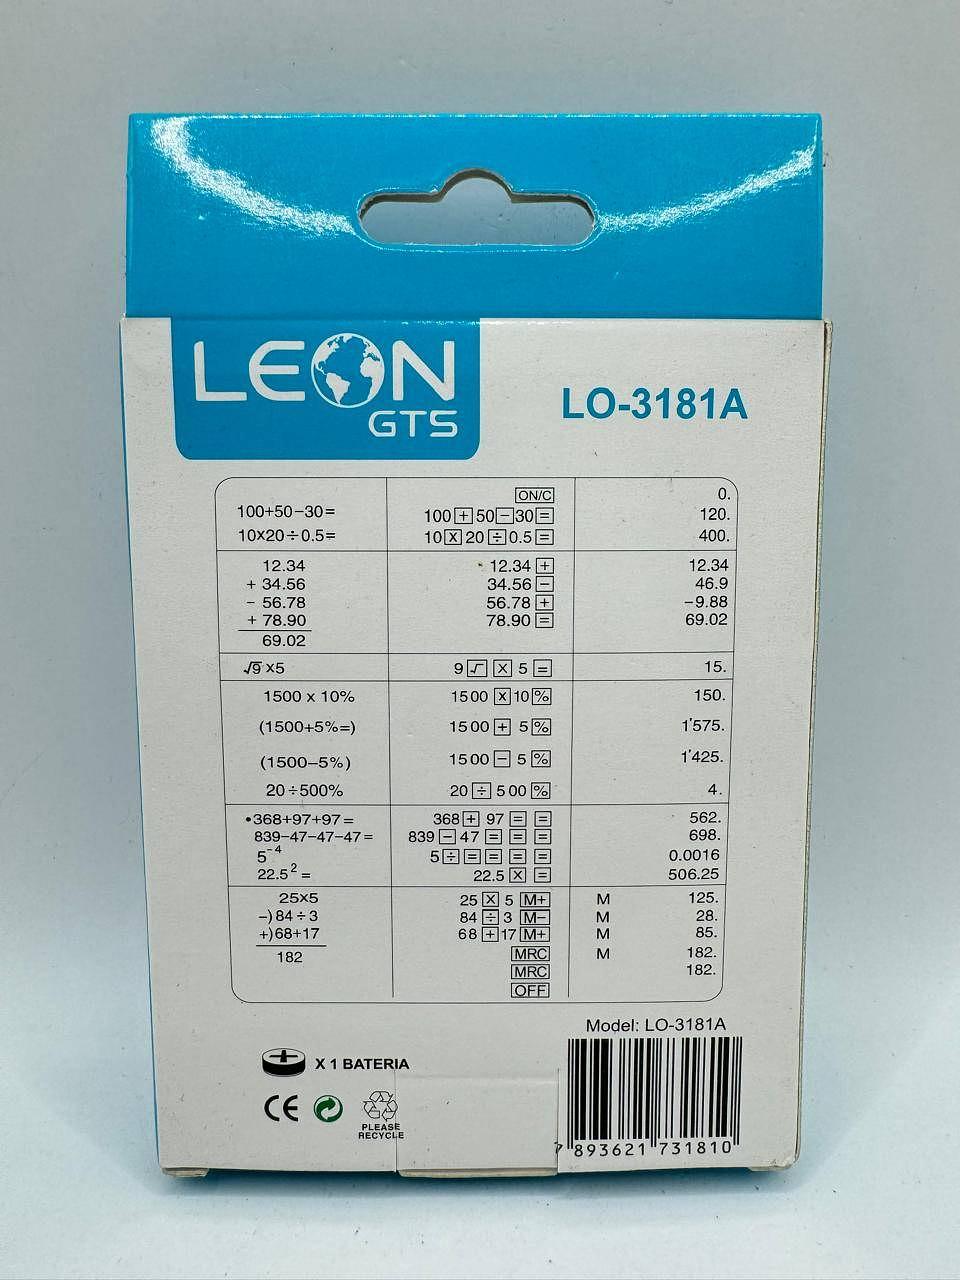 LEON
GTS
LO-3181A
ON/C 0.
100+50-30= 100 + 50 - 30 = 120.
10x20÷0.5= 10 x 20 ÷ 0.5 = 400.
12.34 12.34 + 12.34
+ 34.56 34.56 - 46.9
- 56.78 56.78 + -9.88
+ 78.90 78.90 = 69.02
69.02
√9 x5 9 √ x 5 = 15.
1500 x 10% 1500 x 10 % 150.
(1500+5%=) 1500 + 5 % 1'575.
(1500-5%) 1500 - 5 % 1'425.
20÷500% 20 ÷ 500 % 4.
•368+97+97= 368 + 97 = = 562.
839-47-47-47= 839 - 47 = = = 698.
5⁻⁴ 5 ÷ = = = = = 0.0016
22.5² = 22.5 x = 506.25
25x5 25 x 5 M+ M 125.
-)84÷3 84 ÷ 3 M- M 28.
+)68+17 68 + 17 M+ M 85.
182 MRC M 182.
MRC 182.
OFF
Model: LO-3181A
X 1 BATERIA
CE
PLEASE
RECYCLE
7 893621 731810